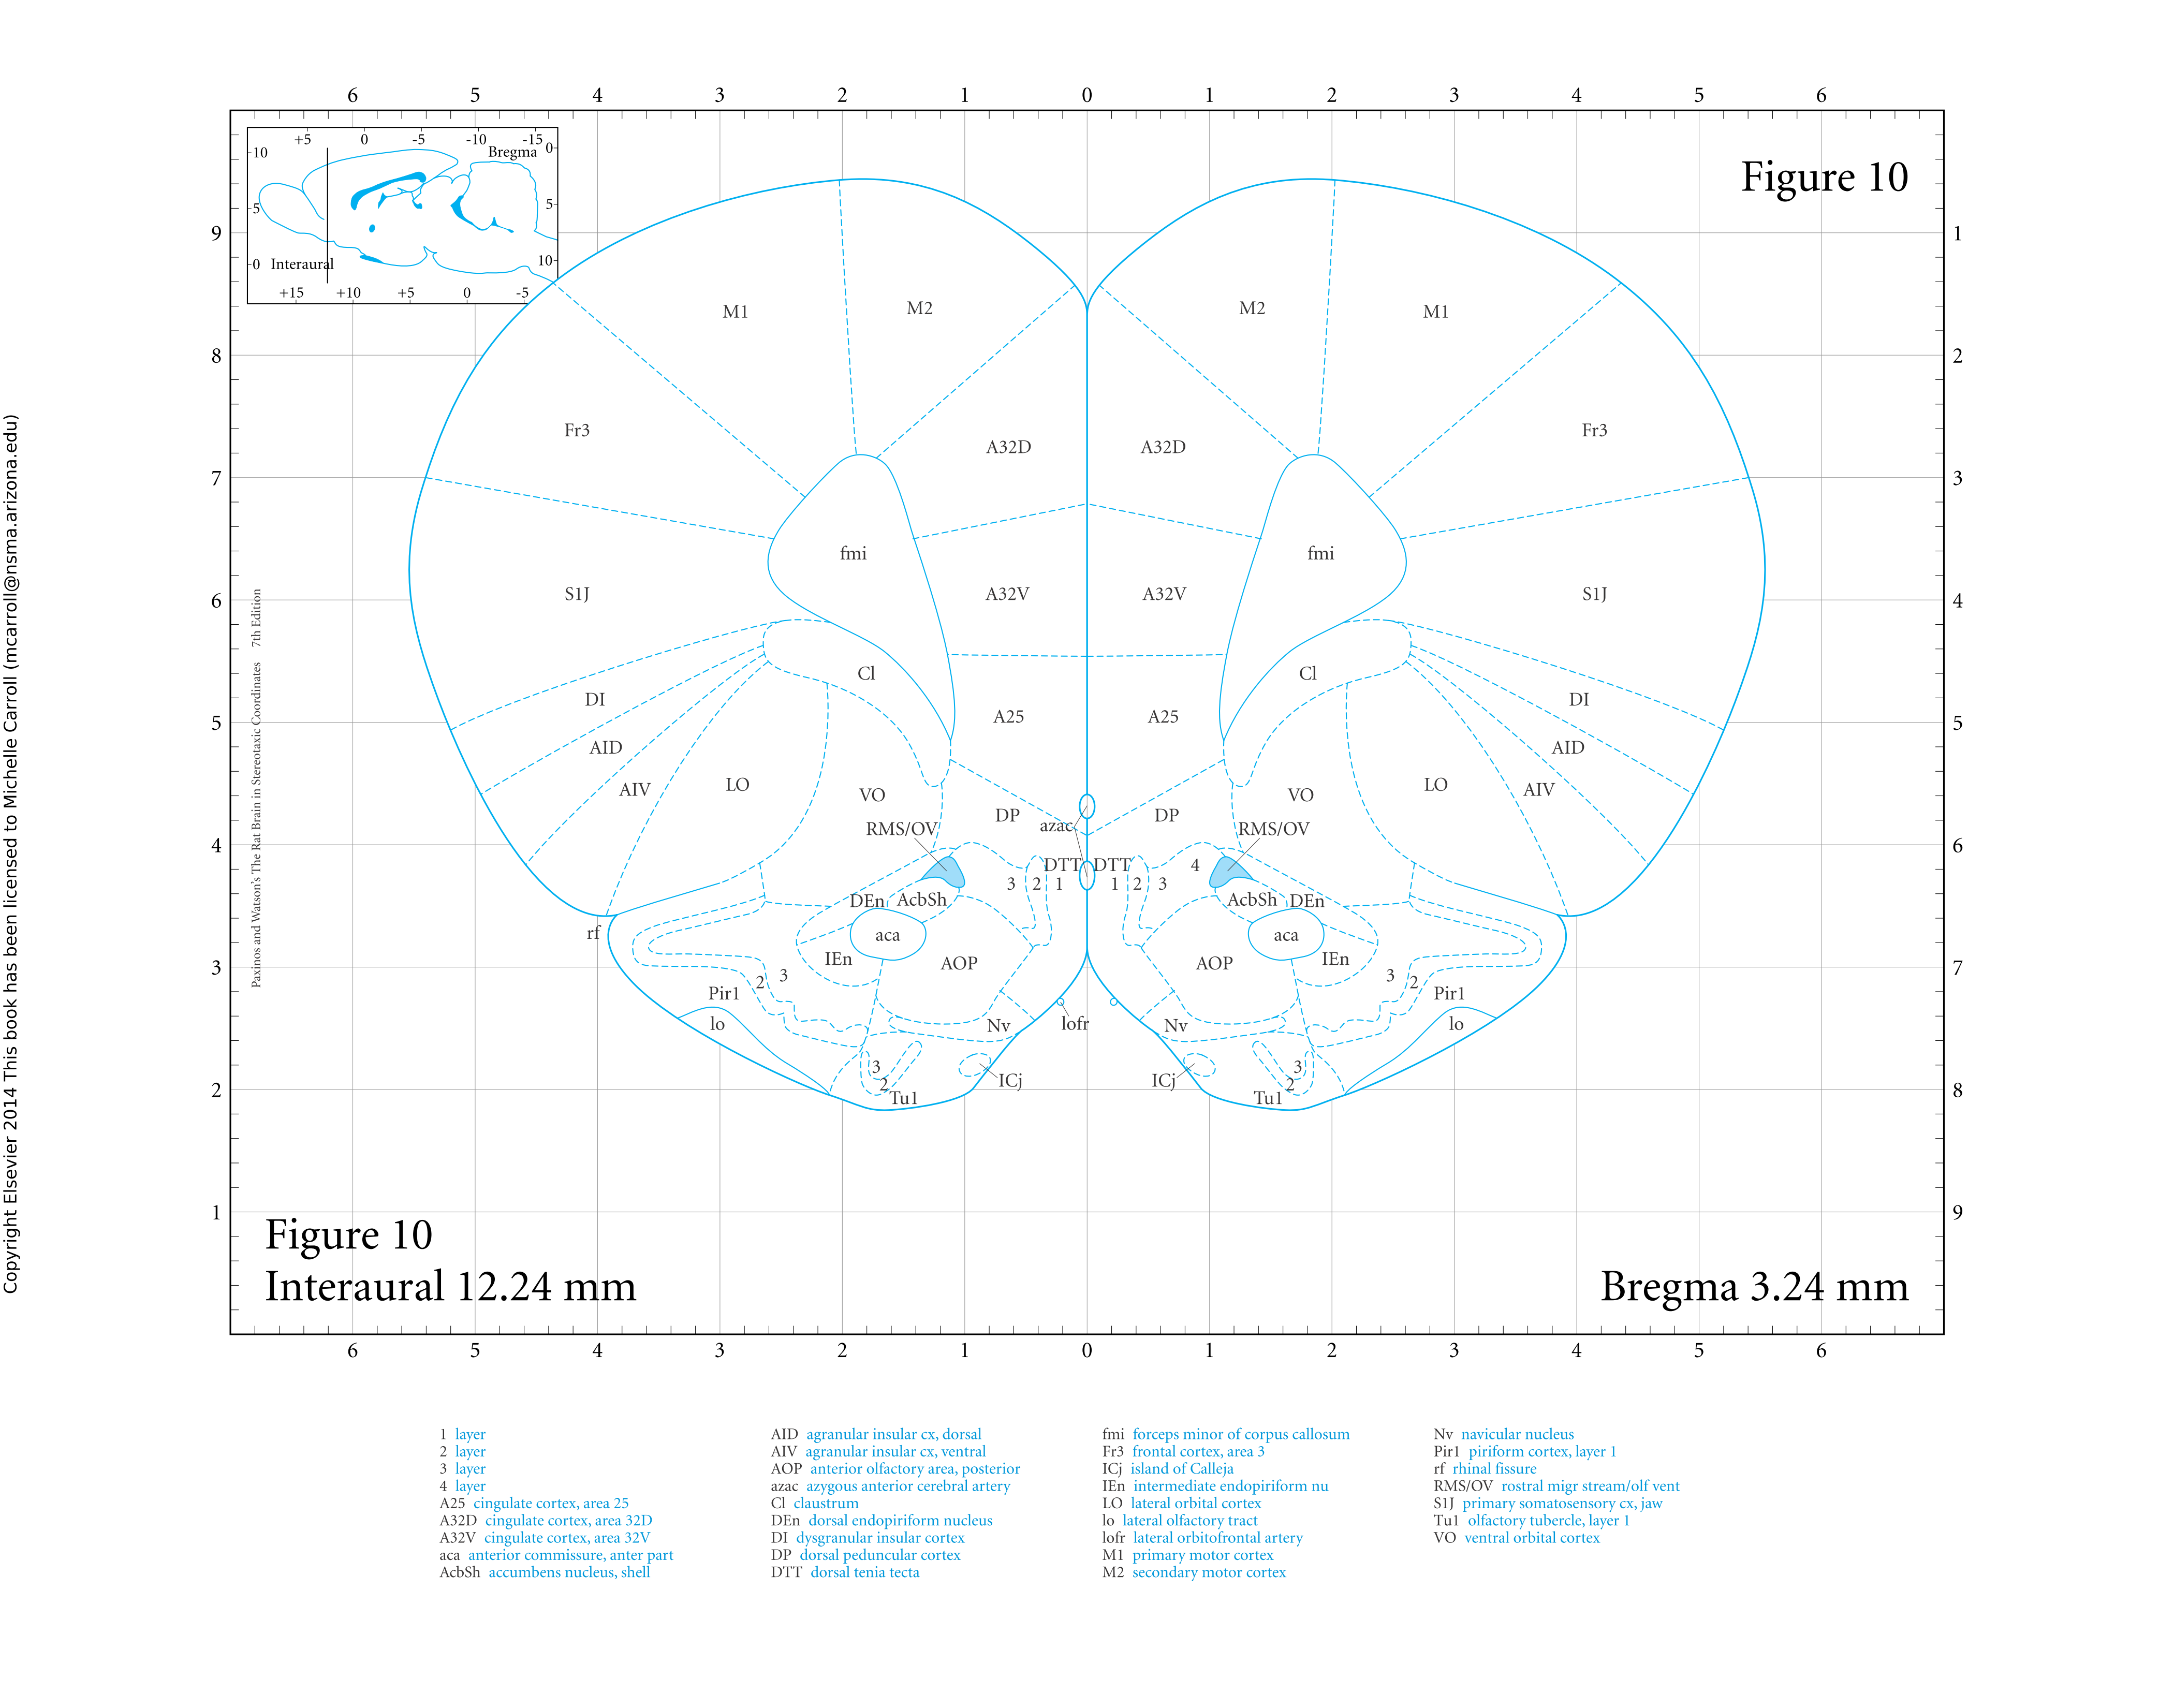 6 5 4 3 2 1 0 1 2 3 4 5 6
+5 0 -5 -10 -15
Bregma
10 0
5 5
0 Interaural 10
+15 +10 +5 0 -5
Figure 10
9 1
M1 M2 M2 M1
8 2
Fr3 A32D A32D Fr3
7 3
fmi fmi
S1J A32V A32V S1J
6 4
Cl Cl
DI A25 A25 DI
5 5
AID AID
AIV LO VO VO LO AIV
DP azac DP
RMS/OV RMS/OV
4 6
DTT DTT 4
3 2 1 1 2 3
DEn AcbSh AcbSh DEn
rf aca aca
IEn AOP AOP IEn
3 7
2 3 3 2
Pir1 Pir1
lo Nv lofr Nv lo
3 3
2 ICj ICj 2
2 8
Tu1 Tu1
1 9
Figure 10
Interaural 12.24 mm
Bregma 3.24 mm
6 5 4 3 2 1 0 1 2 3 4 5 6
Paxinos and Watson's The Rat Brain in Stereotaxic Coordinates 7th Edition
Copyright Elsevier 2014 This book has been licensed to Michelle Carroll (mcarroll@nsma.arizona.edu)
1 layer
2 layer
3 layer
4 layer
A25 cingulate cortex, area 25
A32D cingulate cortex, area 32D
A32V cingulate cortex, area 32V
aca anterior commissure, anter part
AcbSh accumbens nucleus, shell
AID agranular insular cx, dorsal
AIV agranular insular cx, ventral
AOP anterior olfactory area, posterior
azac azygous anterior cerebral artery
Cl claustrum
DEn dorsal endopiriform nucleus
DI dysgranular insular cortex
DP dorsal peduncular cortex
DTT dorsal tenia tecta
fmi forceps minor of corpus callosum
Fr3 frontal cortex, area 3
ICj island of Calleja
IEn intermediate endopiriform nu
LO lateral orbital cortex
lo lateral olfactory tract
lofr lateral orbitofrontal artery
M1 primary motor cortex
M2 secondary motor cortex
Nv navicular nucleus
Pir1 piriform cortex, layer 1
rf rhinal fissure
RMS/OV rostral migr stream/olf vent
S1J primary somatosensory cx, jaw
Tu1 olfactory tubercle, layer 1
VO ventral orbital cortex